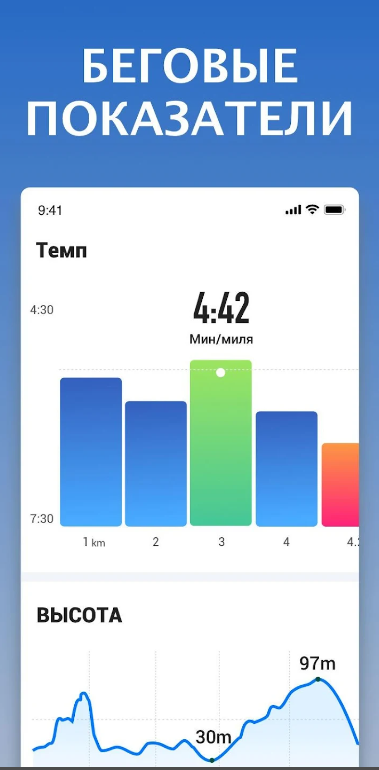 БЕГОВЫЕ
ПОКАЗАТЕЛИ
9:41
Темп
4:30
4:42
Мин/миля
7:30
1 km 2 3 4 4.2
ВЫСОТА
97m
30m